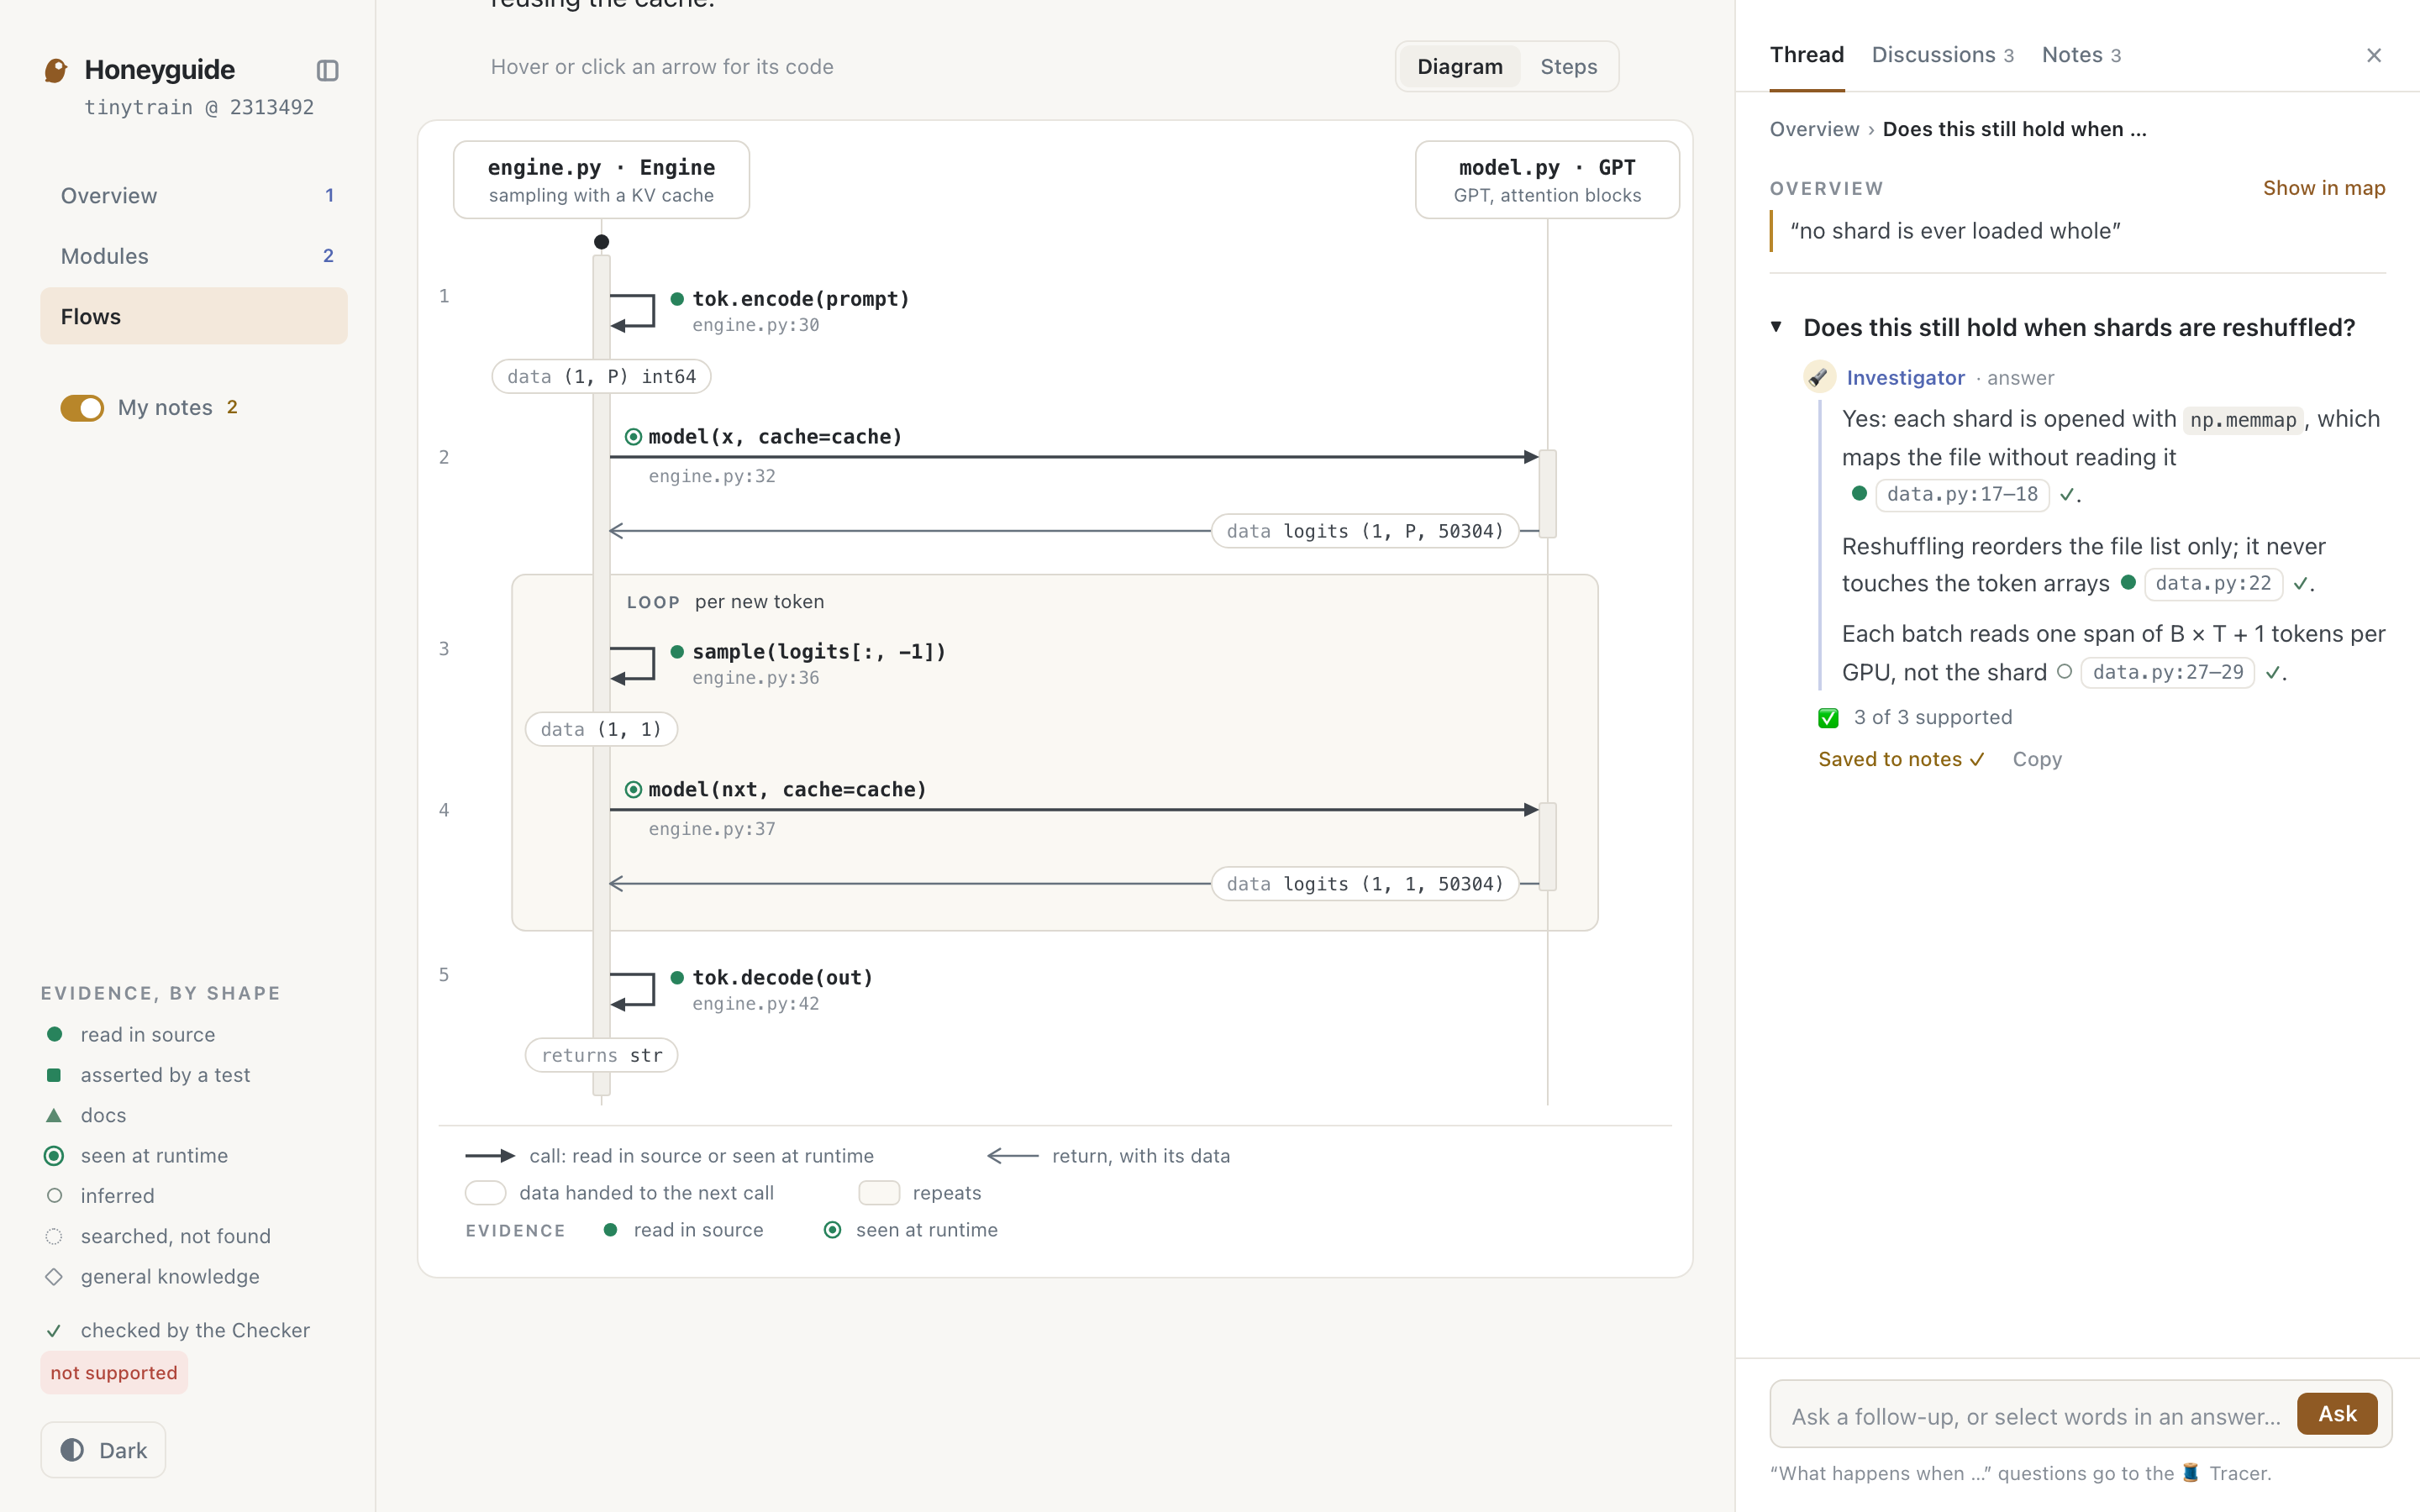 Honeyguide
tinytrain @ 2313492
Overview 1
Modules 2
Flows
My notes 2
EVIDENCE, BY SHAPE
read in source
asserted by a test
docs
seen at runtime
inferred
searched, not found
general knowledge
checked by the Checker
not supported
Dark
reusing the cache.
Hover or click an arrow for its code
Diagram Steps
engine.py · Engine
sampling with a KV cache
model.py · GPT
GPT, attention blocks
1
tok.encode(prompt)
engine.py:30
data (1, P) int64
model(x, cache=cache)
2
engine.py:32
data logits (1, P, 50304)
LOOP per new token
3
sample(logits[:, −1])
engine.py:36
data (1, 1)
model(nxt, cache=cache)
4
engine.py:37
data logits (1, 1, 50304)
5
tok.decode(out)
engine.py:42
returns str
call: read in source or seen at runtime
return, with its data
data handed to the next call
repeats
EVIDENCE read in source seen at runtime
Thread Discussions 3 Notes 3
Overview › Does this still hold when ...
OVERVIEW Show in map
“no shard is ever loaded whole”
Does this still hold when shards are reshuffled?
Investigator · answer
Yes: each shard is opened with np.memmap, which
maps the file without reading it
data.py:17–18 ✓.
Reshuffling reorders the file list only; it never
touches the token arrays data.py:22 ✓.
Each batch reads one span of B × T + 1 tokens per
GPU, not the shard data.py:27–29 ✓.
3 of 3 supported
Saved to notes ✓ Copy
Ask a follow-up, or select words in an answer... Ask
“What happens when ...” questions go to the Tracer.